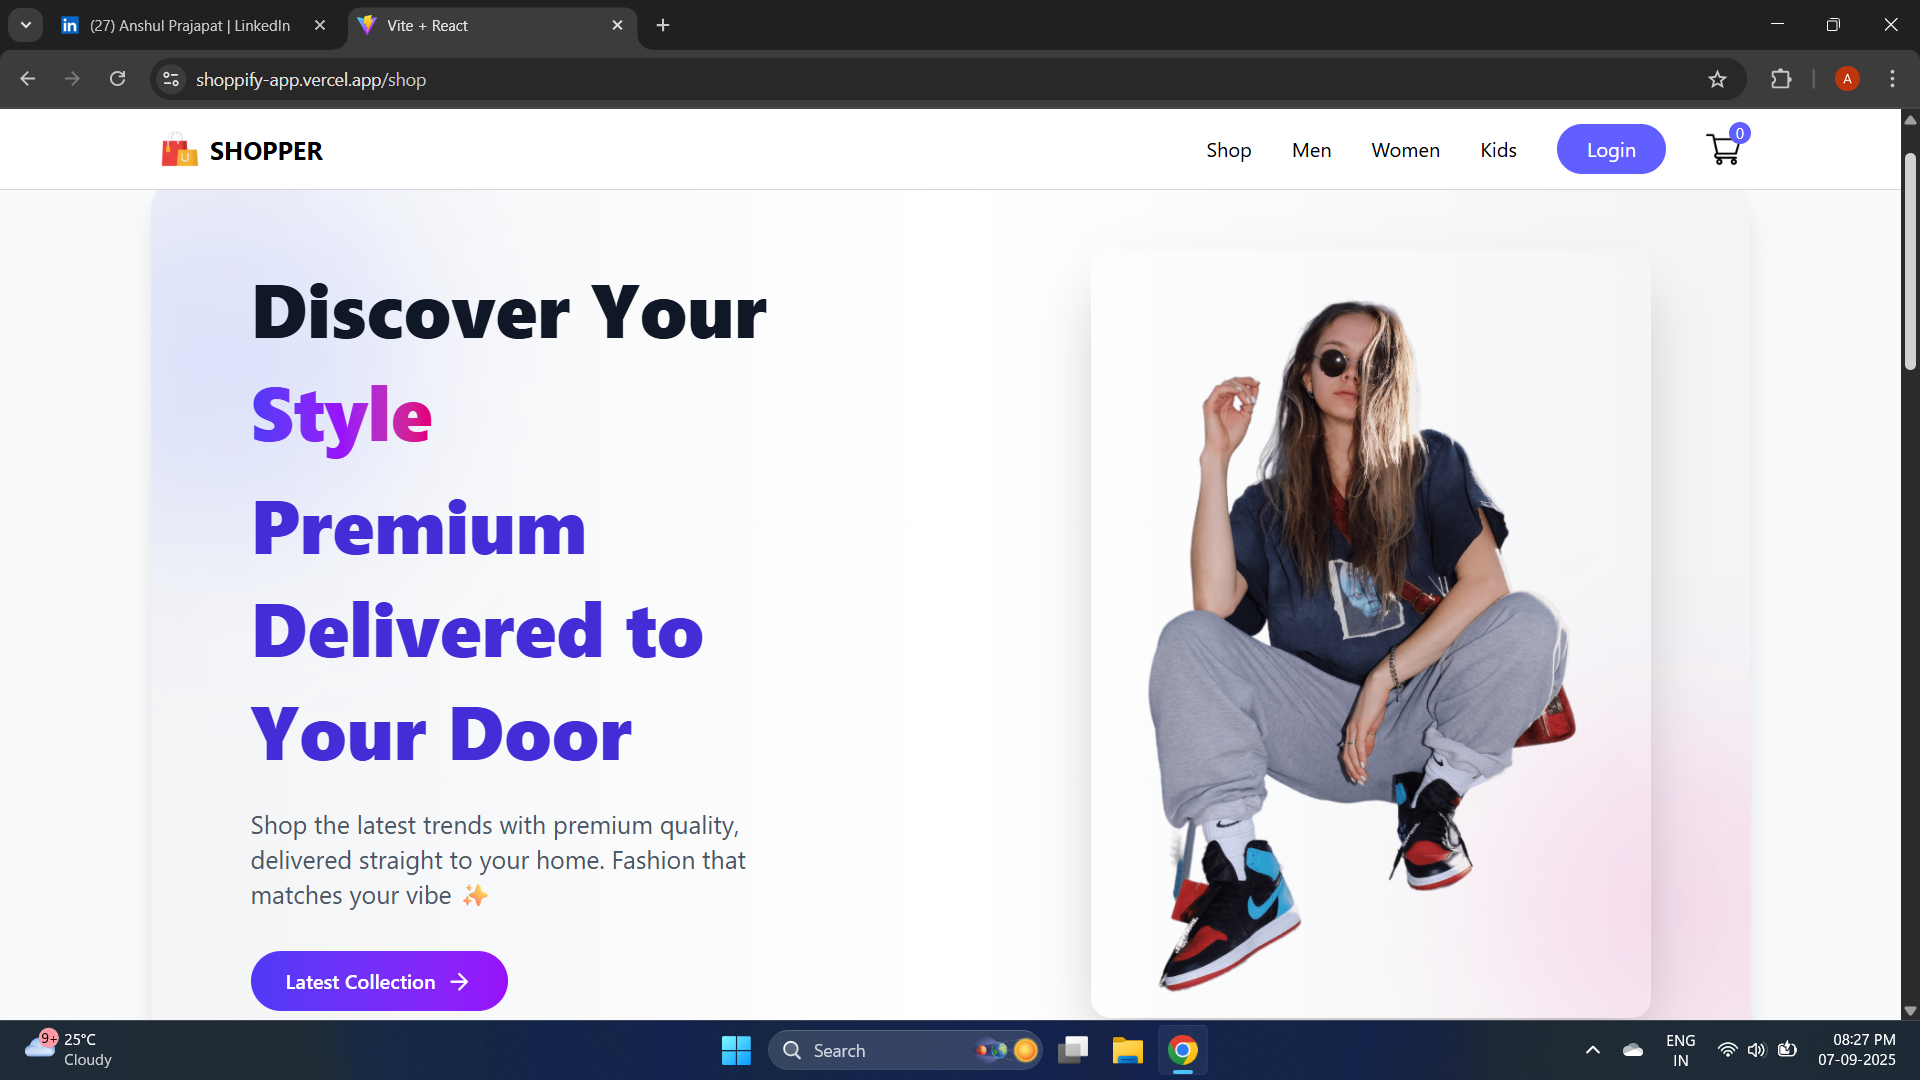 (27) Anshul Prajapat | LinkedIn
Vite + React
shoppify-app.vercel.app/shop
A
SHOPPER
Shop
Men
Women
Kids
Login
0
Discover Your
Style
Premium
Delivered to
Your Door
Shop the latest trends with premium quality,
delivered straight to your home. Fashion that
matches your vibe ✨
Latest Collection →
9+
25°C
Cloudy
Search
ENG
IN
08:27 PM
07-09-2025